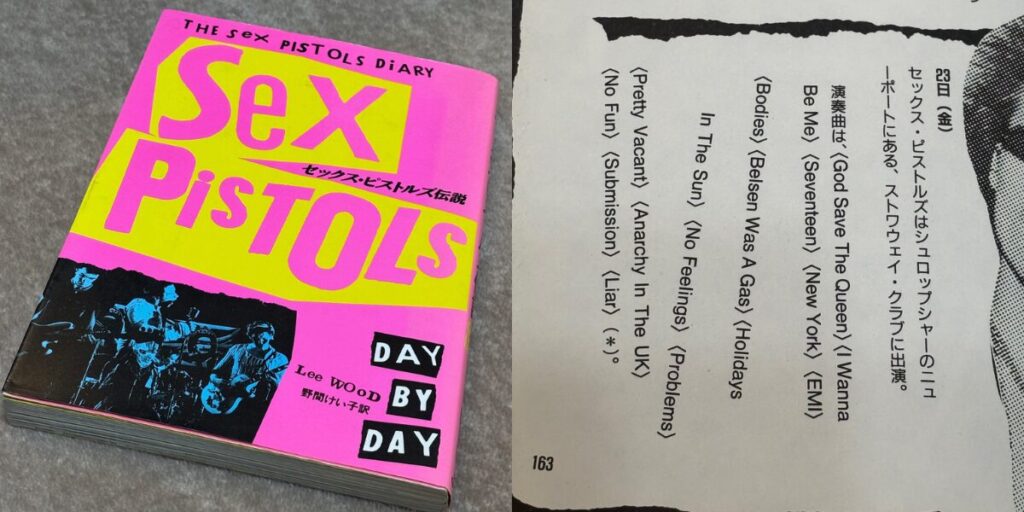 THE SeX PiSTOLS DiARY
SeX
セックス・ピストルズ伝説
PiSTOLS
Lee WOOD
野間けい子訳
DAY
BY
DAY
23日（金）
セックス・ピストルズはシュロップシャーのニュ
ーポートにある、ズトウウェイ・クラブに出演。
演奏曲は、〈God Save The Queen〉〈I Wanna
Be Me〉〈Seventeen〉〈New York〉〈EMI〉
〈Bodies〉〈Belsen Was A Gas〉〈Holidays
In The Sun〉〈No Feelings〉〈Problems〉
〈Pretty Vacant〉〈Anarchy In The UK〉
〈No Fun〉〈Submission〉〈Liar〉(*)。
163